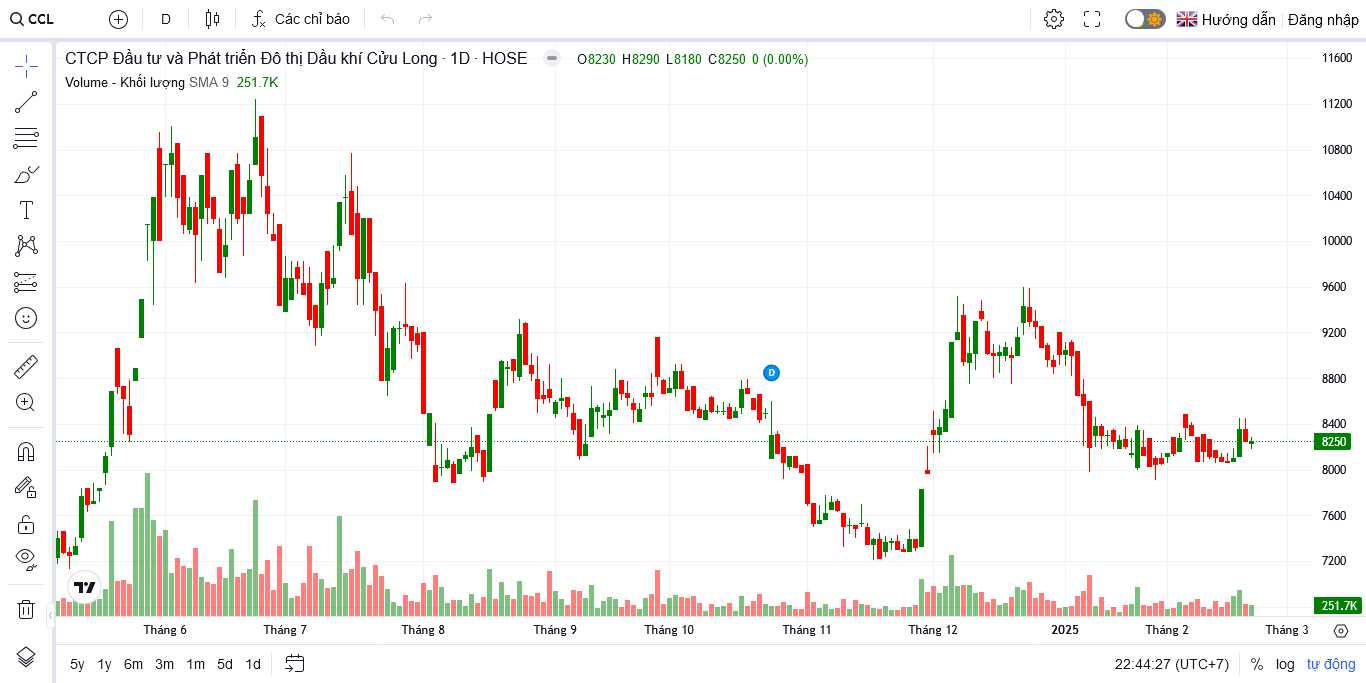 CCL D Các chỉ báo Hướng dẫn Đăng nhập
CTCP Đầu tư và Phát triển Đô thị Dầu khí Cửu Long · 1D · HOSE O8230 H8290 L8180 C8250 0 (0.00%)
Volume - Khối lượng SMA 9 251.7K
11600
11200
10800
10400
10000
9600
9200
8800
D
8400
8250
8000
7600
7200
251.7K
Tháng 6 Tháng 7 Tháng 8 Tháng 9 Tháng 10 Tháng 11 Tháng 12 2025 Tháng 2 Tháng 3
5y 1y 6m 3m 1m 5d 1d 22:44:27 (UTC+7) % log tự động